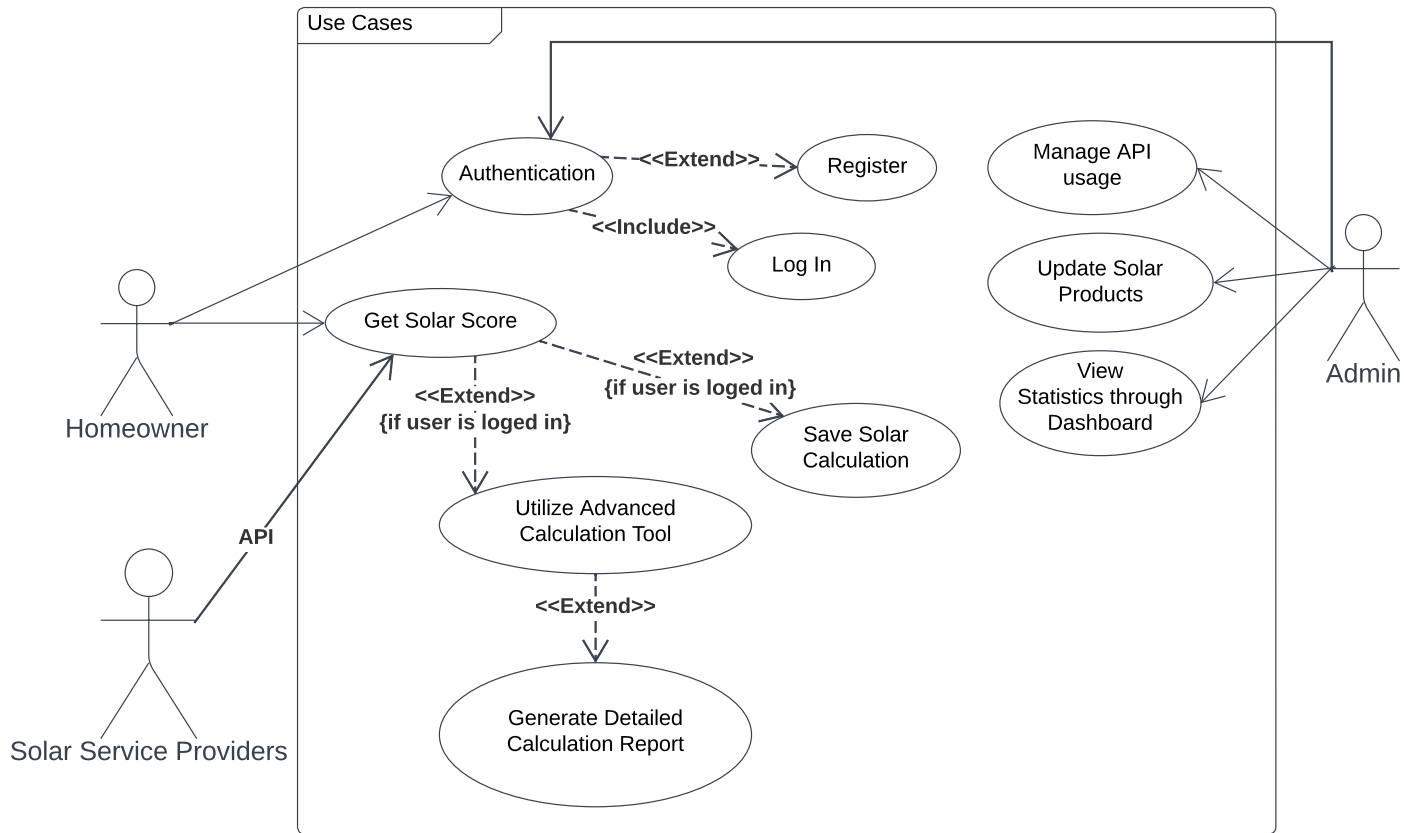 Use Cases
Authentication
<<Extend>>
Register
<<Include>>
Log In
Manage API
usage
Update Solar
Products
View
Statistics through
Dashboard
Admin
Homeowner
Get Solar Score
<<Extend>>
{if user is loged in}
<<Extend>>
{if user is loged in}
Save Solar
Calculation
Utilize Advanced
Calculation Tool
API
<<Extend>>
Generate Detailed
Calculation Report
Solar Service Providers